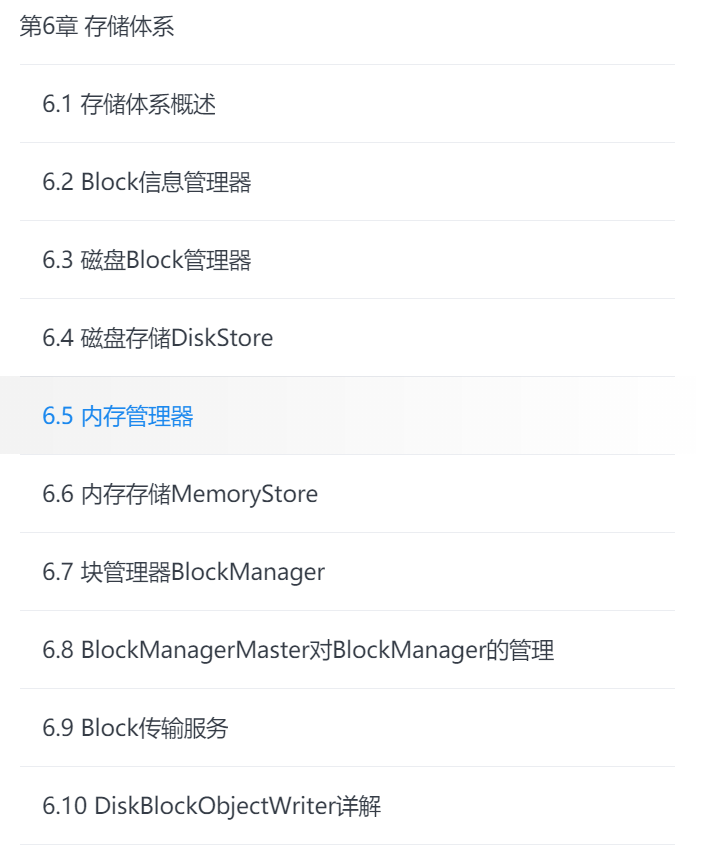 第6章 存储体系
6.1 存储体系概述
6.2 Block信息管理器
6.3 磁盘Block管理器
6.4 磁盘存储DiskStore
6.5 内存管理器
6.6 内存存储MemoryStore
6.7 块管理器BlockManager
6.8 BlockManagerMaster对BlockManager的管理
6.9 Block传输服务
6.10 DiskBlockObjectWriter详解